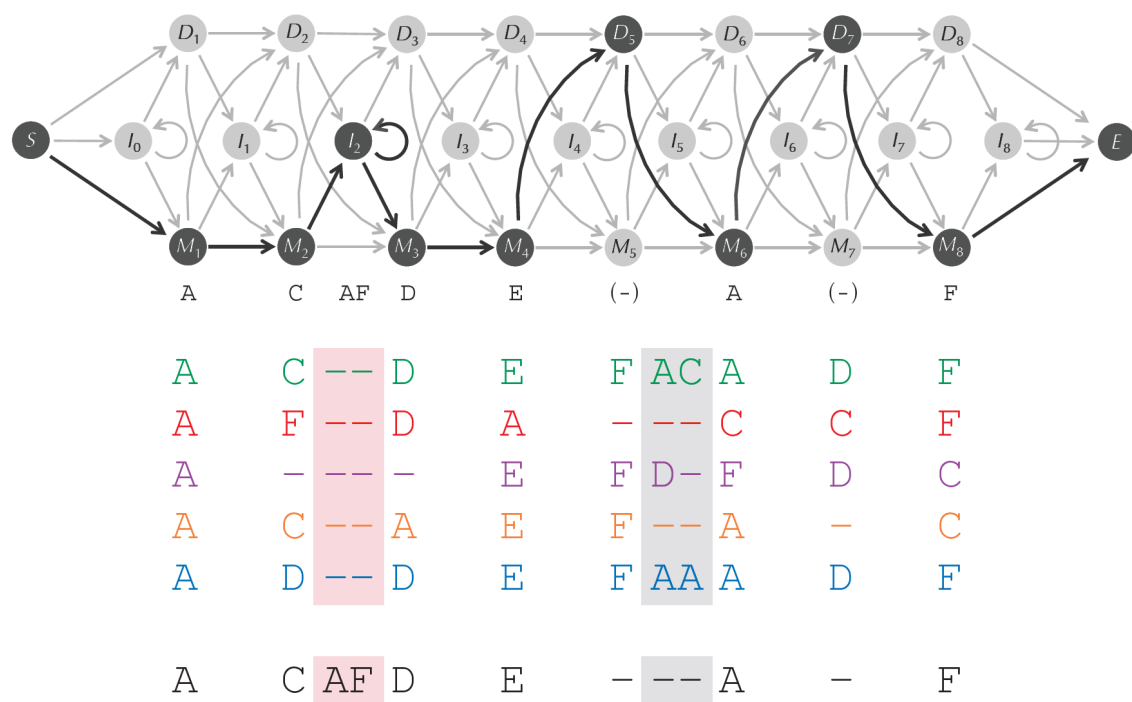 D1 D2 D3 D4 D5 D6 D7 D8
S I0 I1 I2 I3 I4 I5 I6 I7 I8 E
M1 M2 M3 M4 M5 M6 M7 M8
A C AF D E (-) A (-) F
A C -- D E F AC A D F
A F -- D A - -- C C F
A - -- - E F D- F D C
A C -- A E F -- A - C
A D -- D E F AA A D F
A C AF D E - -- A - F